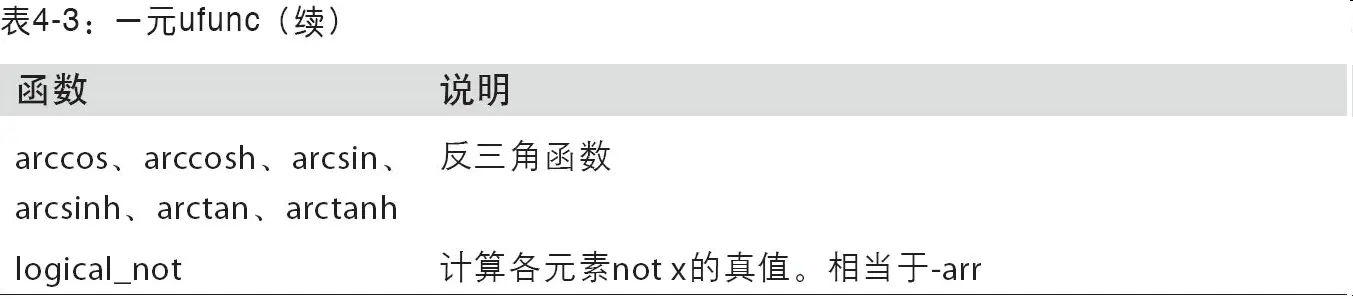 表4-3：一元ufunc（续）
函数 说明
arccos、arccosh、arcsin、 反三角函数
arcsinh、arctan、arctanh
logical_not 计算各元素not x的真值。相当于-arr